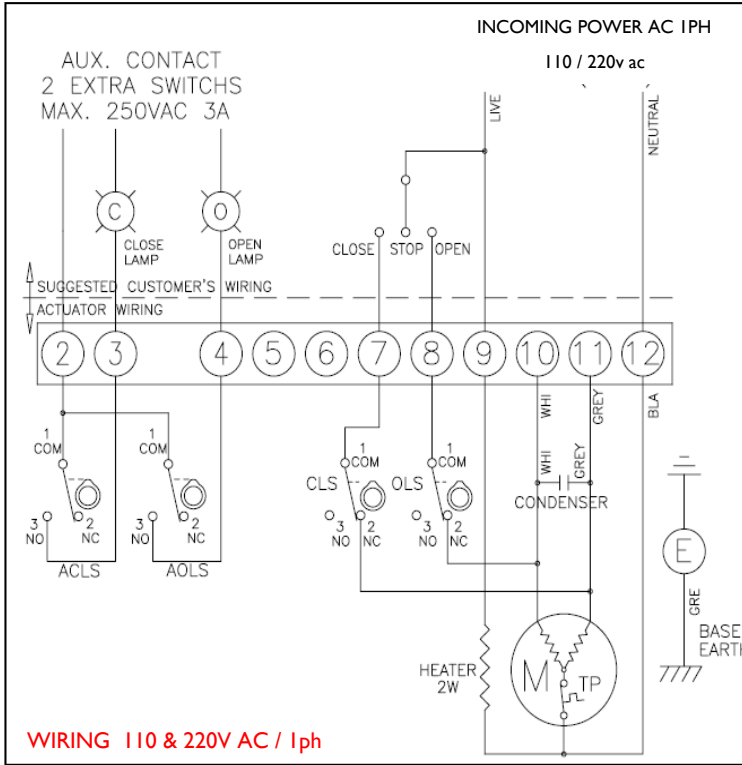 INCOMING POWER AC 1PH
110 / 220v ac
AUX. CONTACT
2 EXTRA SWITCHS
MAX. 250VAC 3A
LIVE
NEUTRAL
C
O
CLOSE
LAMP
OPEN
LAMP
CLOSE STOP OPEN
SUGGESTED CUSTOMER'S WIRING
ACTUATOR WIRING
2 3 4 5 6 7 8 9 10 11 12
WHI
GREY
BLA
1
COM
1
COM
1
COM
1
COM
WHI
GREY
CLS
OLS
CONDENSER
3
NO
2
NC
3
NO
2
NC
3
NO
2
NC
3
NO
2
NC
ACLS
AOLS
E
GRE
BASE
EARTH
HEATER
2W
M
TP
WIRING 110 & 220V AC / 1ph